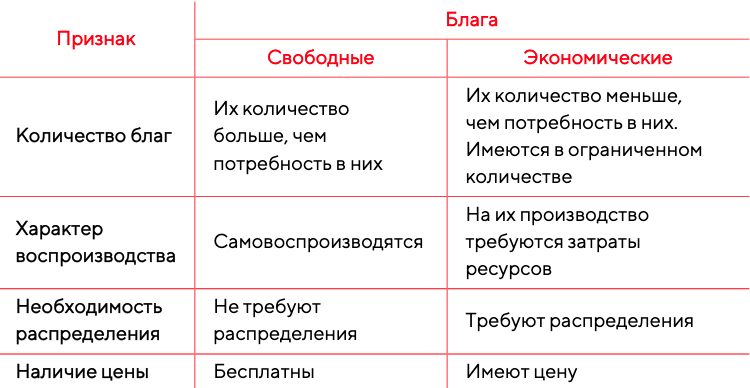 Признак
Блага
Свободные
Экономические
Количество благ
Их количество
больше, чем
потребность в них
Их количество меньше,
чем потребность в них.
Имеются в ограниченном
количестве
Характер
воспроизводства
Самовоспроизводятся
На их производство
требуются затраты
ресурсов
Необходимость
распределения
Не требуют
распределения
Требуют распределения
Наличие цены
Бесплатны
Имеют цену